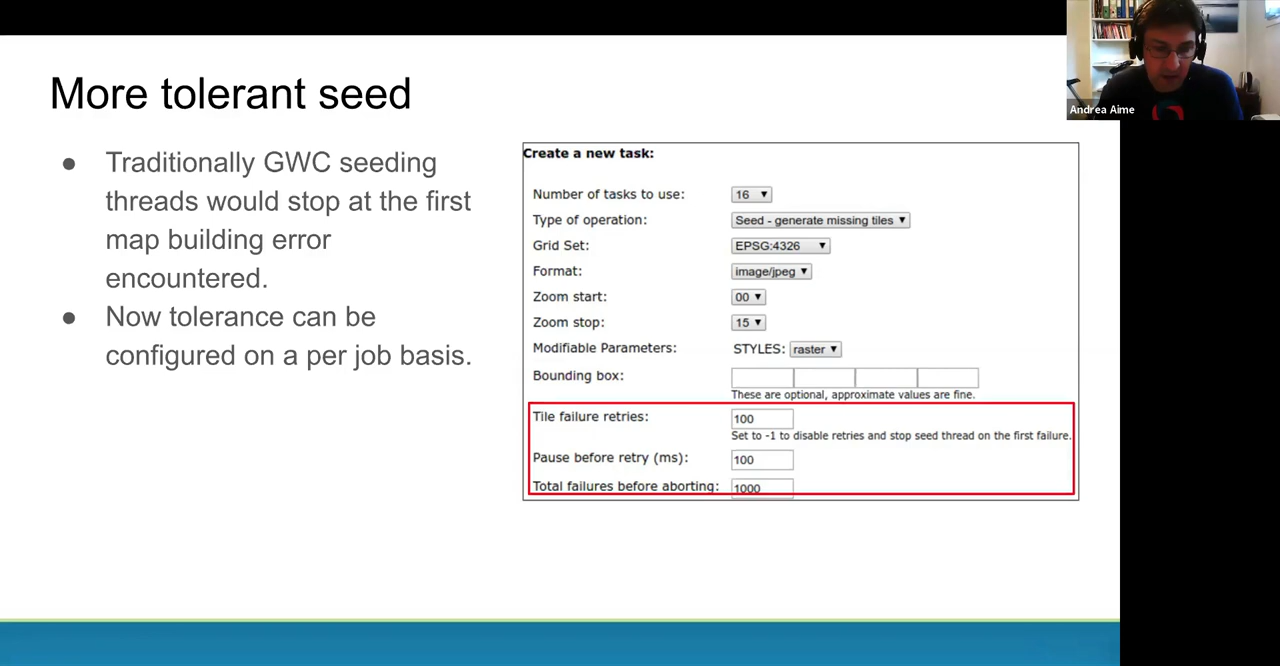 More tolerant seed
● Traditionally GWC seeding
threads would stop at the first
map building error
encountered.
● Now tolerance can be
configured on a per job basis.
Create a new task:
Number of tasks to use: 16
Type of operation: Seed - generate missing tiles
Grid Set: EPSG:4326
Format: image/jpeg
Zoom start: 00
Zoom stop: 15
Modifiable Parameters: STYLES: raster
Bounding box:
These are optional, approximate values are fine.
Tile failure retries: 100
Set to -1 to disable retries and stop seed thread on the first failure.
Pause before retry (ms): 100
Total failures before aborting: 1000
Andrea Aime